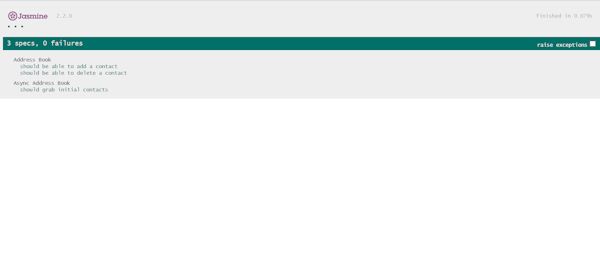 Jasmine 2.2.0 finished in 0.079s
• • •
3 specs, 0 failures raise exceptions
Address Book
should be able to add a contact
should be able to delete a contact
Async Address Book
should grab initial contacts